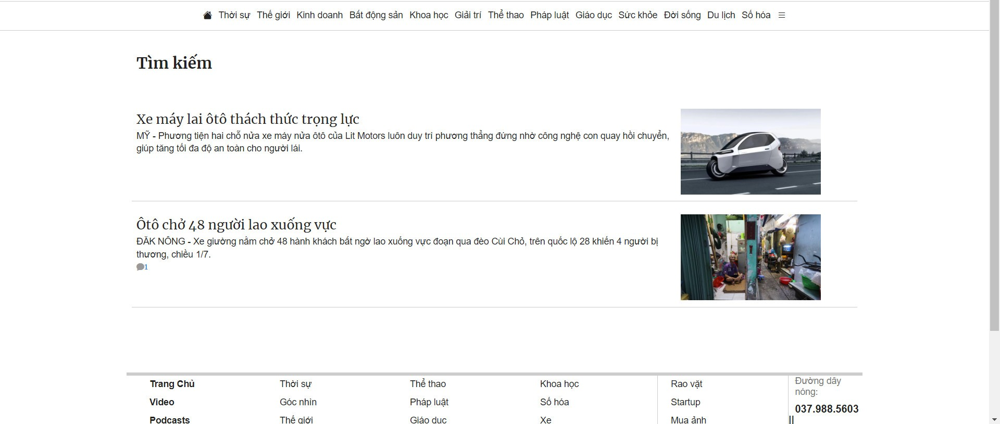 Thời sự Thế giới Kinh doanh Bất động sản Khoa học Giải trí Thể thao Pháp luật Giáo dục Sức khỏe Đời sống Du lịch Số hóa
Tìm kiếm
Xe máy lai ôtô thách thức trọng lực
MỸ - Phương tiện hai chỗ nửa xe máy nửa ôtô của Lit Motors luôn duy trì phương thẳng đứng nhờ công nghệ con quay hồi chuyển,
giúp tăng tối đa độ an toàn cho người lái.
Ôtô chở 48 người lao xuống vực
ĐĂK NÔNG - Xe giường nằm chở 48 hành khách bất ngờ lao xuống vực đoạn qua đèo Cùi Chỏ, trên quốc lộ 28 khiến 4 người bị
thương, chiều 1/7.
1
Trang Chủ
Video
Podcasts
Thời sự
Góc nhìn
Thế giới
Thể thao
Pháp luật
Giáo dục
Khoa học
Số hóa
Xe
Rao vặt
Startup
Mua ảnh
Đường dây
nóng:
037.988.5603
||